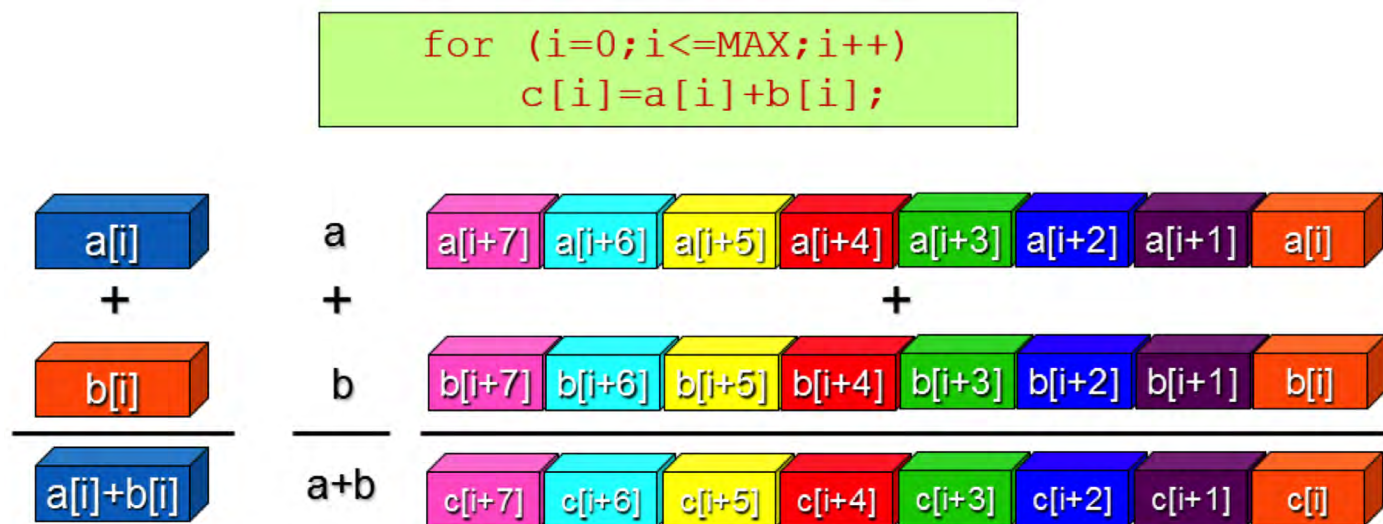 for (i=0;i<=MAX;i++)
c[i]=a[i]+b[i];
a[i] a a[i+7] a[i+6] a[i+5] a[i+4] a[i+3] a[i+2] a[i+1] a[i]
+ + +
b[i] b b[i+7] b[i+6] b[i+5] b[i+4] b[i+3] b[i+2] b[i+1] b[i]
a[i]+b[i] a+b c[i+7] c[i+6] c[i+5] c[i+4] c[i+3] c[i+2] c[i+1] c[i]